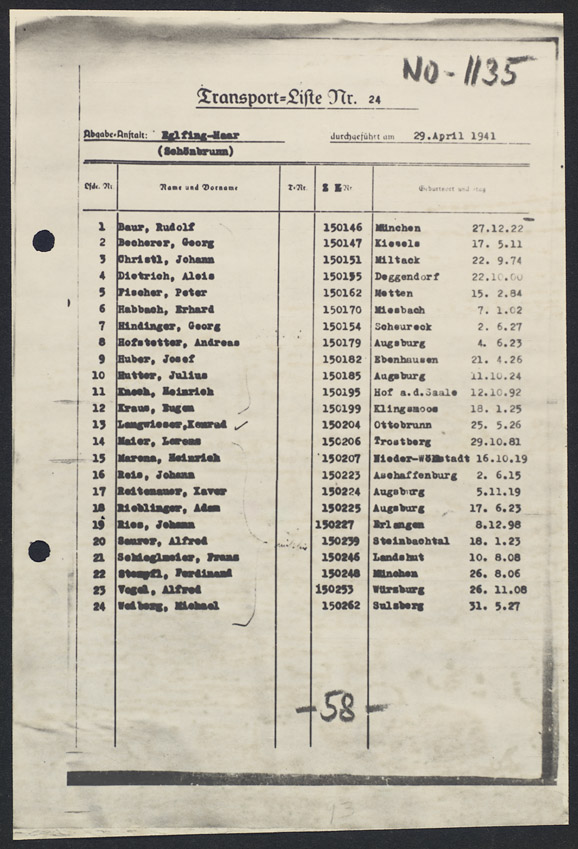 NO-1135
Transport-Liste Nr. 24
Abgabe-Anstalt: Eglfing-Haar durchgeführt am 29.April 1941
(Schönbrunn)
Lfde. Nr. Name und Vorname T-Nr. Z Nr. Geburtsort und -tag
1 Baur, Rudolf 150146 München 27.12.22
2 Becherer, Georg 150147 Kissels 17. 5.11
3 Christl, Johann 150151 Miltack 22. 9.74
4 Dietrich, Alois 150155 Deggendorf 22.10.00
5 Fischer, Peter 150162 Metten 15. 2.84
6 Habbach, Erhard 150170 Miesbach 7. 1.02
7 Hindinger, Georg 150154 Scheureck 2. 6.27
8 Hofstetter, Andreas 150179 Augsburg 4. 6.23
9 Huber, Josef 150182 Ebenhausen 21. 4.26
10 Hutter, Julius 150185 Augsburg 11.10.24
11 Heinrich 150195 Hof a.d.Saale 12.10.92
12 Kraus, Eugen 150199 Klingsmoos 18. 1.25
13 Lengwieser,Konrad 150204 Ottobrunn 25. 5.26
14 Maier, Lorenz 150206 Trostberg 29.10.81
15 Heinrich 150207 Nieder-Wöllstadt 16.10.19
16 Reis, Johann 150223 Aschaffenburg 2. 6.15
17 Reitenauer, Xaver 150224 Augsburg 5.11.19
18 Rieblinger, Adam 150225 Augsburg 17. 6.23
19 Ries, Johann 150227 Erlangen 8.12.98
20 Alfred 150239 Steinbachtal 18. 1.23
21 Schieglmeier, Franz 150246 Landshut 10. 8.08
22 Stempfl, Ferdinand 150248 München 26. 8.06
23 Vogel, Alfred 150253 Würzburg 26. 11.08
24 Weiberg, Michael 150262 Sulzberg 31. 5.27
-58-
13